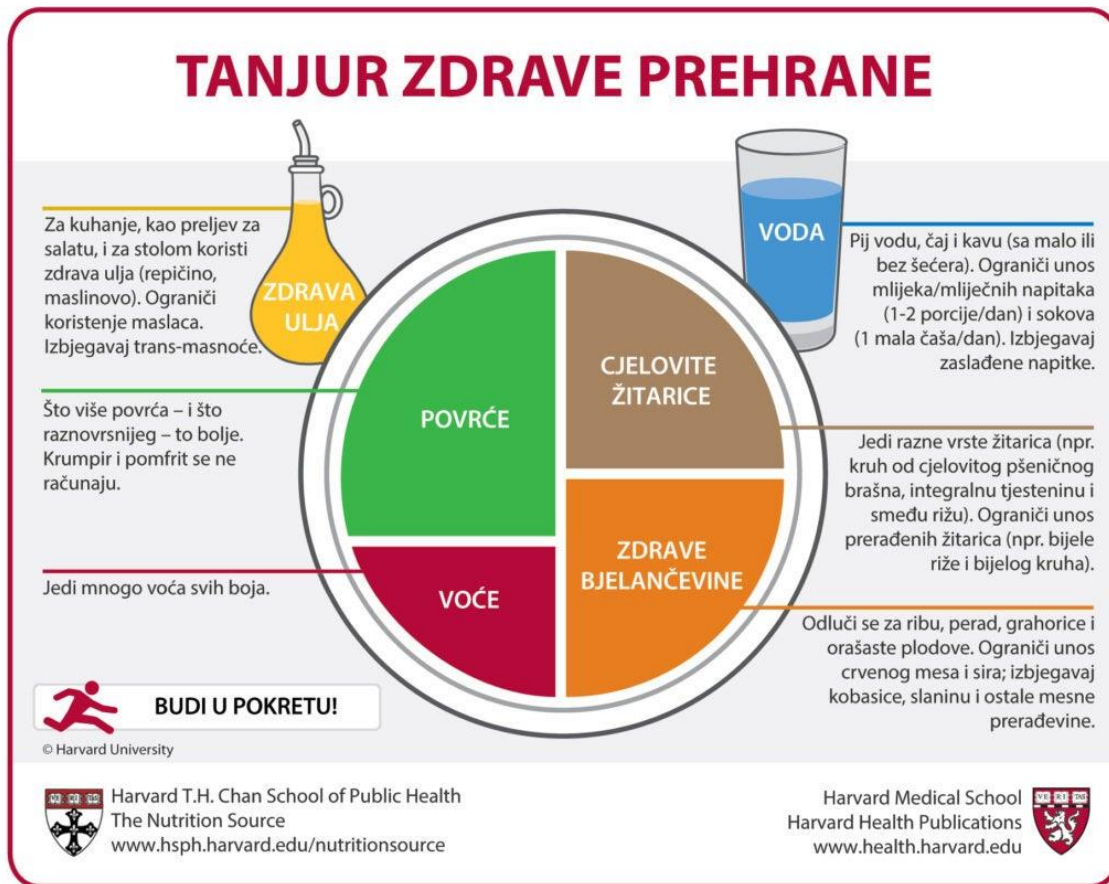 TANJUR ZDRAVE PREHRANE
Za kuhanje, kao preljev za
salatu, i za stolom koristi
zdrava ulja (repičino,
maslinovo). Ograniči
koristenje maslaca.
Izbjegavaj trans-masnoće.
ZDRAVA
ULJA
VODA
Pij vodu, čaj i kavu (sa malo ili
bez šećera). Ograniči unos
mlijeka/mliječnih napitaka
(1-2 porcije/dan) i sokova
(1 mala čaša/dan). Izbjegavaj
zaslađene napitke.
Što više povrća – i što
raznovrsnijeg – to bolje.
Krumpir i pomfrit se ne
računaju.
POVRĆE
CJELOVITE
ŽITARICE
Jedi razne vrste žitarica (npr.
kruh od cjelovitog pšeničnog
brašna, integralnu tjesteninu i
smeđu rižu). Ograniči unos
prerađenih žitarica (npr. bijele
riže i bijelog kruha).
Jedi mnogo voća svih boja.
VOĆE
ZDRAVE
BJELANČEVINE
Odluči se za ribu, perad, grahorice i
orašaste plodove. Ograniči unos
crvenog mesa i sira; izbjegavaj
kobasice, slaninu i ostale mesne
prerađevine.
BUDI U POKRETU!
© Harvard University
VE RI TAS
Harvard T.H. Chan School of Public Health
The Nutrition Source
www.hsph.harvard.edu/nutritionsource
Harvard Medical School
Harvard Health Publications
www.health.harvard.edu
VE RI TAS